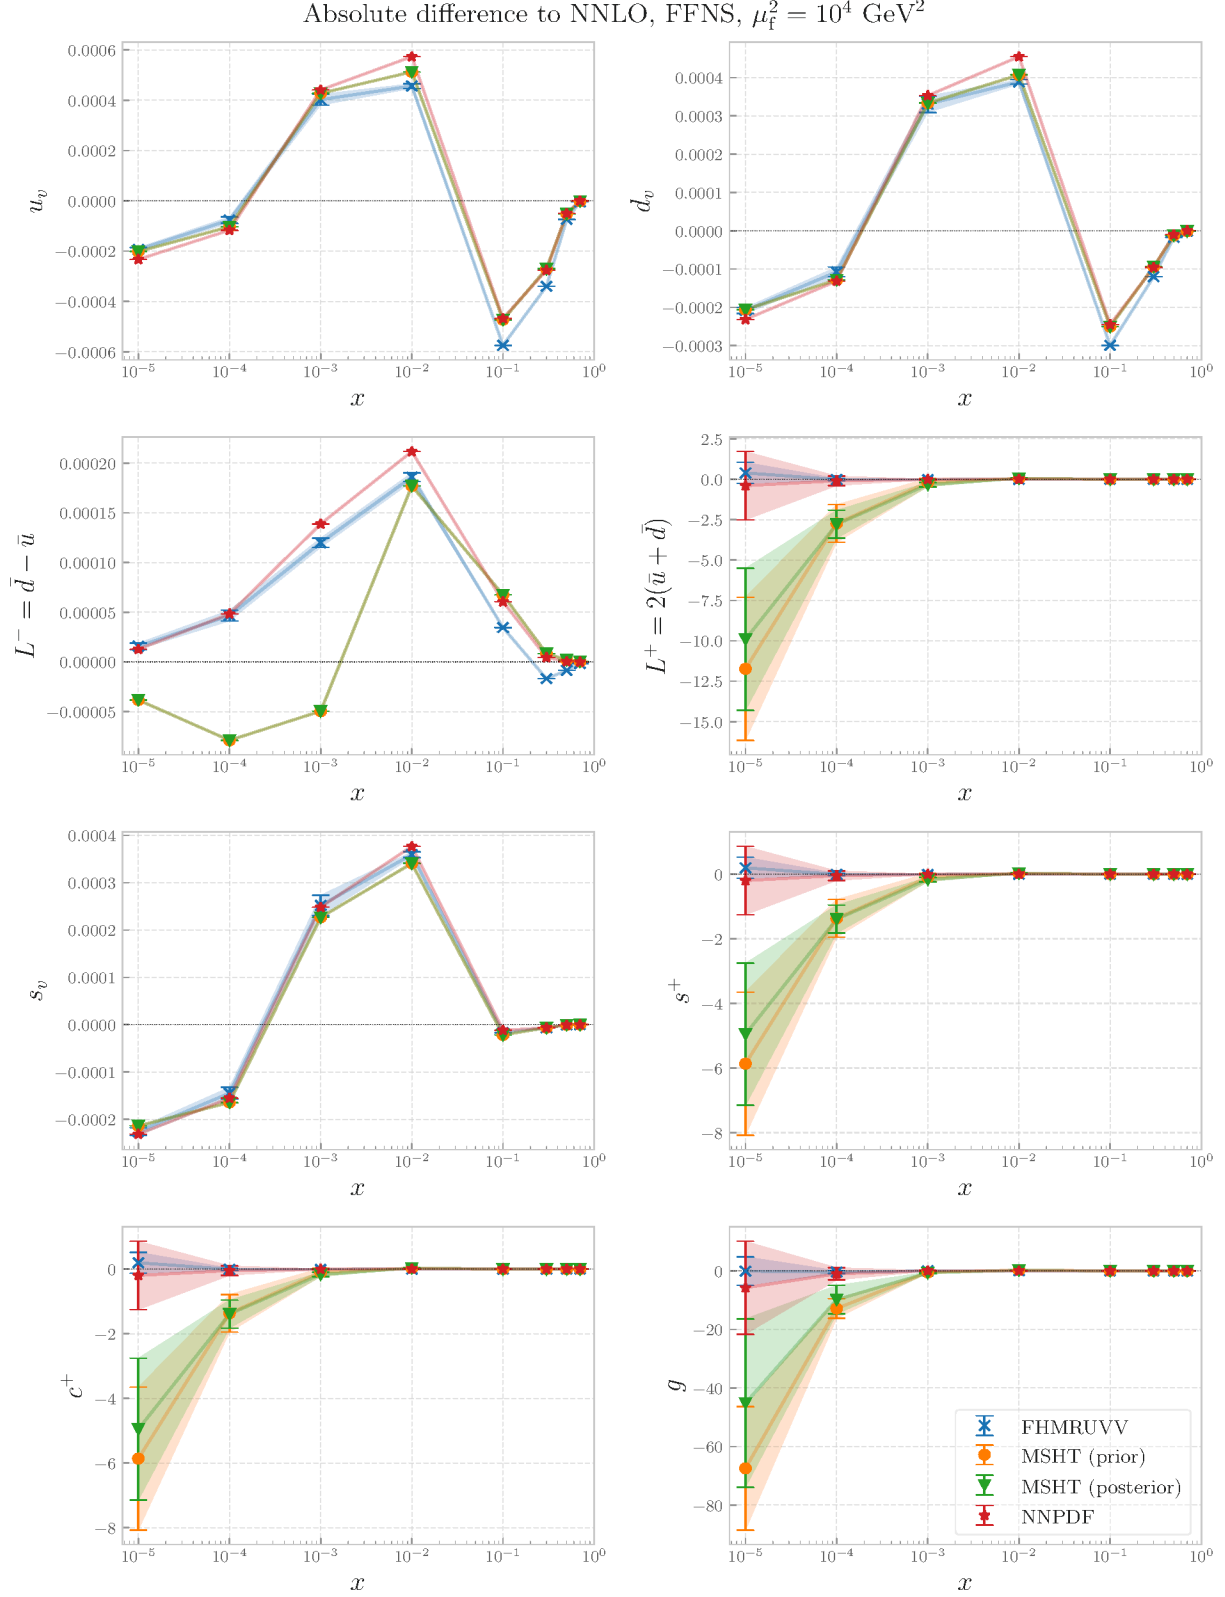 Absolute difference to NNLO, FFNS, μ_f^2 = 10^4 GeV^2
0.0006
0.0004
0.0002
0.0000
−0.0002
−0.0004
−0.0006
u_v
10^−5 10^−4 10^−3 10^−2 10^−1 10^0
x
0.0004
0.0003
0.0002
0.0001
0.0000
−0.0001
−0.0002
−0.0003
d_v
10^−5 10^−4 10^−3 10^−2 10^−1 10^0
x
0.00020
0.00015
0.00010
0.00005
0.00000
−0.00005
L^− = d̄ − ū
10^−5 10^−4 10^−3 10^−2 10^−1 10^0
x
2.5
0.0
−2.5
−5.0
−7.5
−10.0
−12.5
−15.0
L^+ = 2(ū + d̄)
10^−5 10^−4 10^−3 10^−2 10^−1 10^0
x
0.0004
0.0003
0.0002
0.0001
0.0000
−0.0001
−0.0002
s_v
10^−5 10^−4 10^−3 10^−2 10^−1 10^0
x
0
−2
−4
−6
−8
s^+
10^−5 10^−4 10^−3 10^−2 10^−1 10^0
x
0
−2
−4
−6
−8
c^+
10^−5 10^−4 10^−3 10^−2 10^−1 10^0
x
0
−20
−40
−60
−80
g
FHMRUVV
MSHT (prior)
MSHT (posterior)
NNPDF
10^−5 10^−4 10^−3 10^−2 10^−1 10^0
x